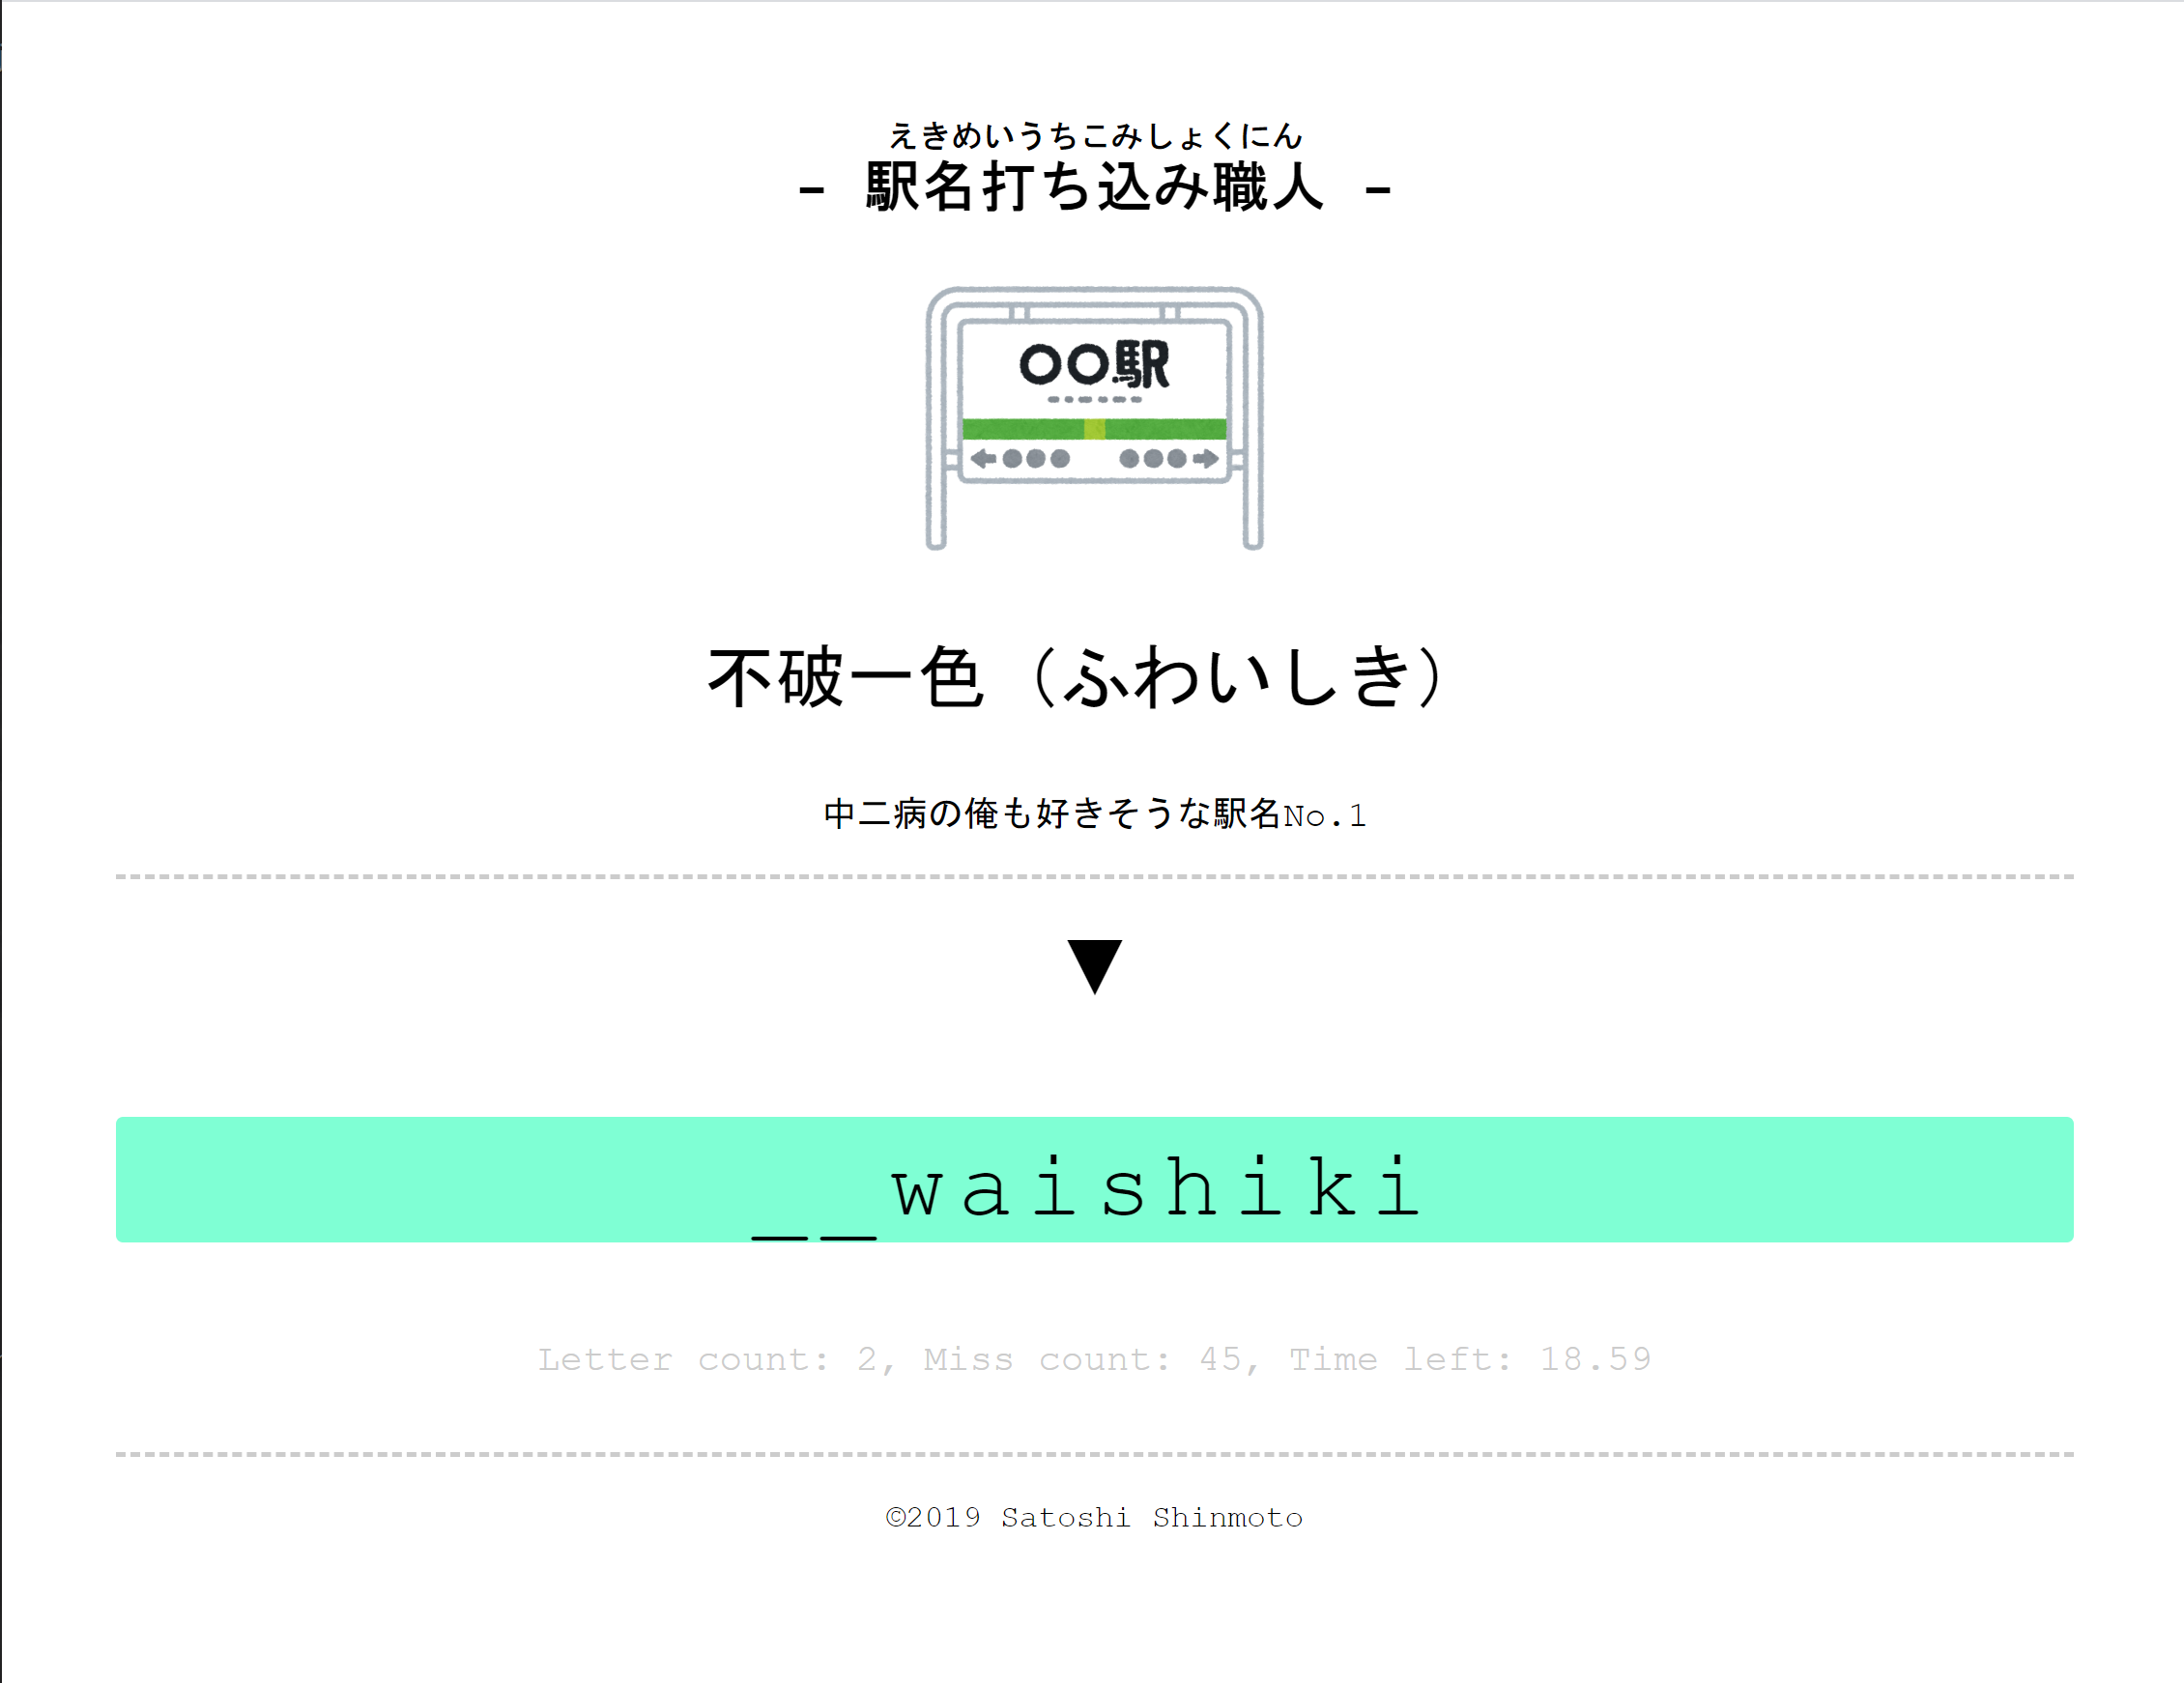 えきめいうちこみしょくにん
- 駅名打ち込み職人 -
〇〇駅
不破一色（ふわいしき）
中二病の俺も好きそうな駅名No.1
▼
__waishiki
Letter count: 2, Miss count: 45, Time left: 18.59
©2019 Satoshi Shinmoto